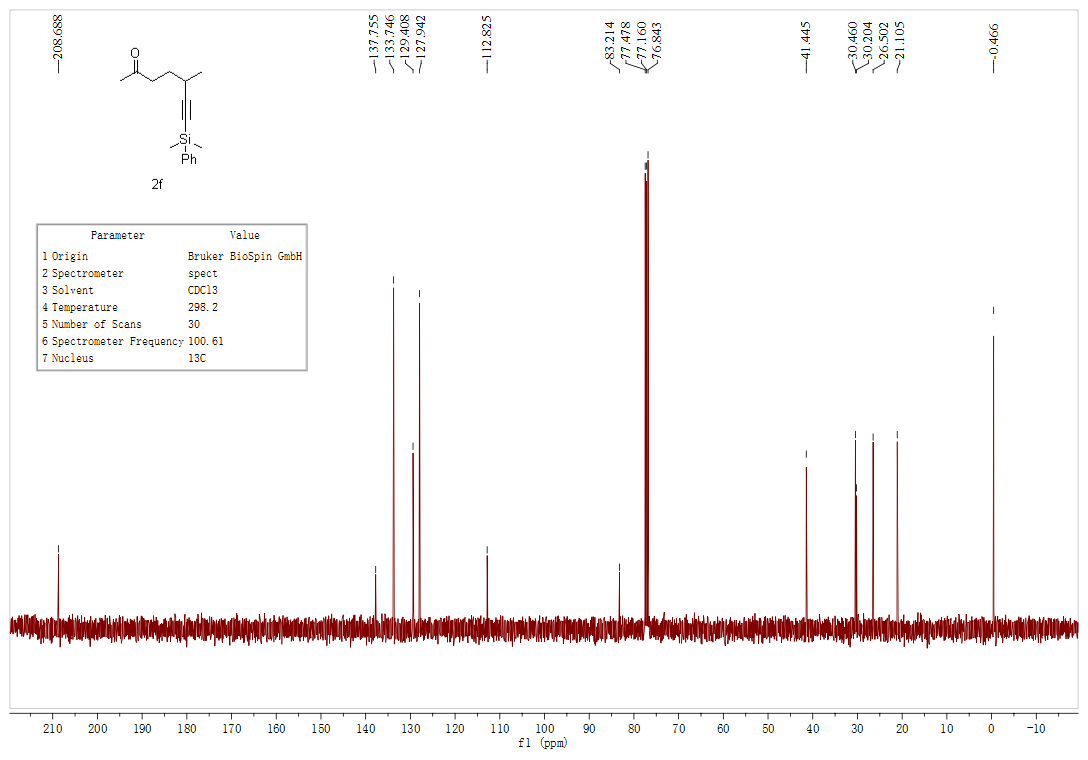 208.688
137.755
133.746
129.408
127.942
112.825
83.214
77.478
77.160
76.843
41.445
30.460
30.204
26.502
21.105
-0.466
O
Si
Ph
2f
Parameter Value
1 Origin Bruker BioSpin GmbH
2 Spectrometer spect
3 Solvent CDCl3
4 Temperature 298.2
5 Number of Scans 30
6 Spectrometer Frequency 100.61
7 Nucleus 13C
210 200 190 180 170 160 150 140 130 120 110 100 90 80 70 60 50 40 30 20 10 0 -10
f1 (ppm)